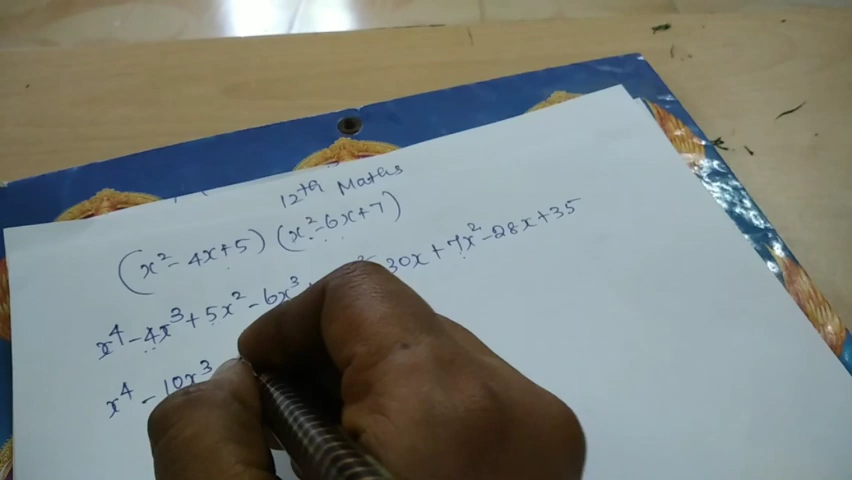 12th Maths
(x² - 4x + 5) (x² - 6x + 7)
x⁴ - 4x³ + 5x² - 6x³ 30x + 7x² - 28x + 35
x⁴ - 10x³